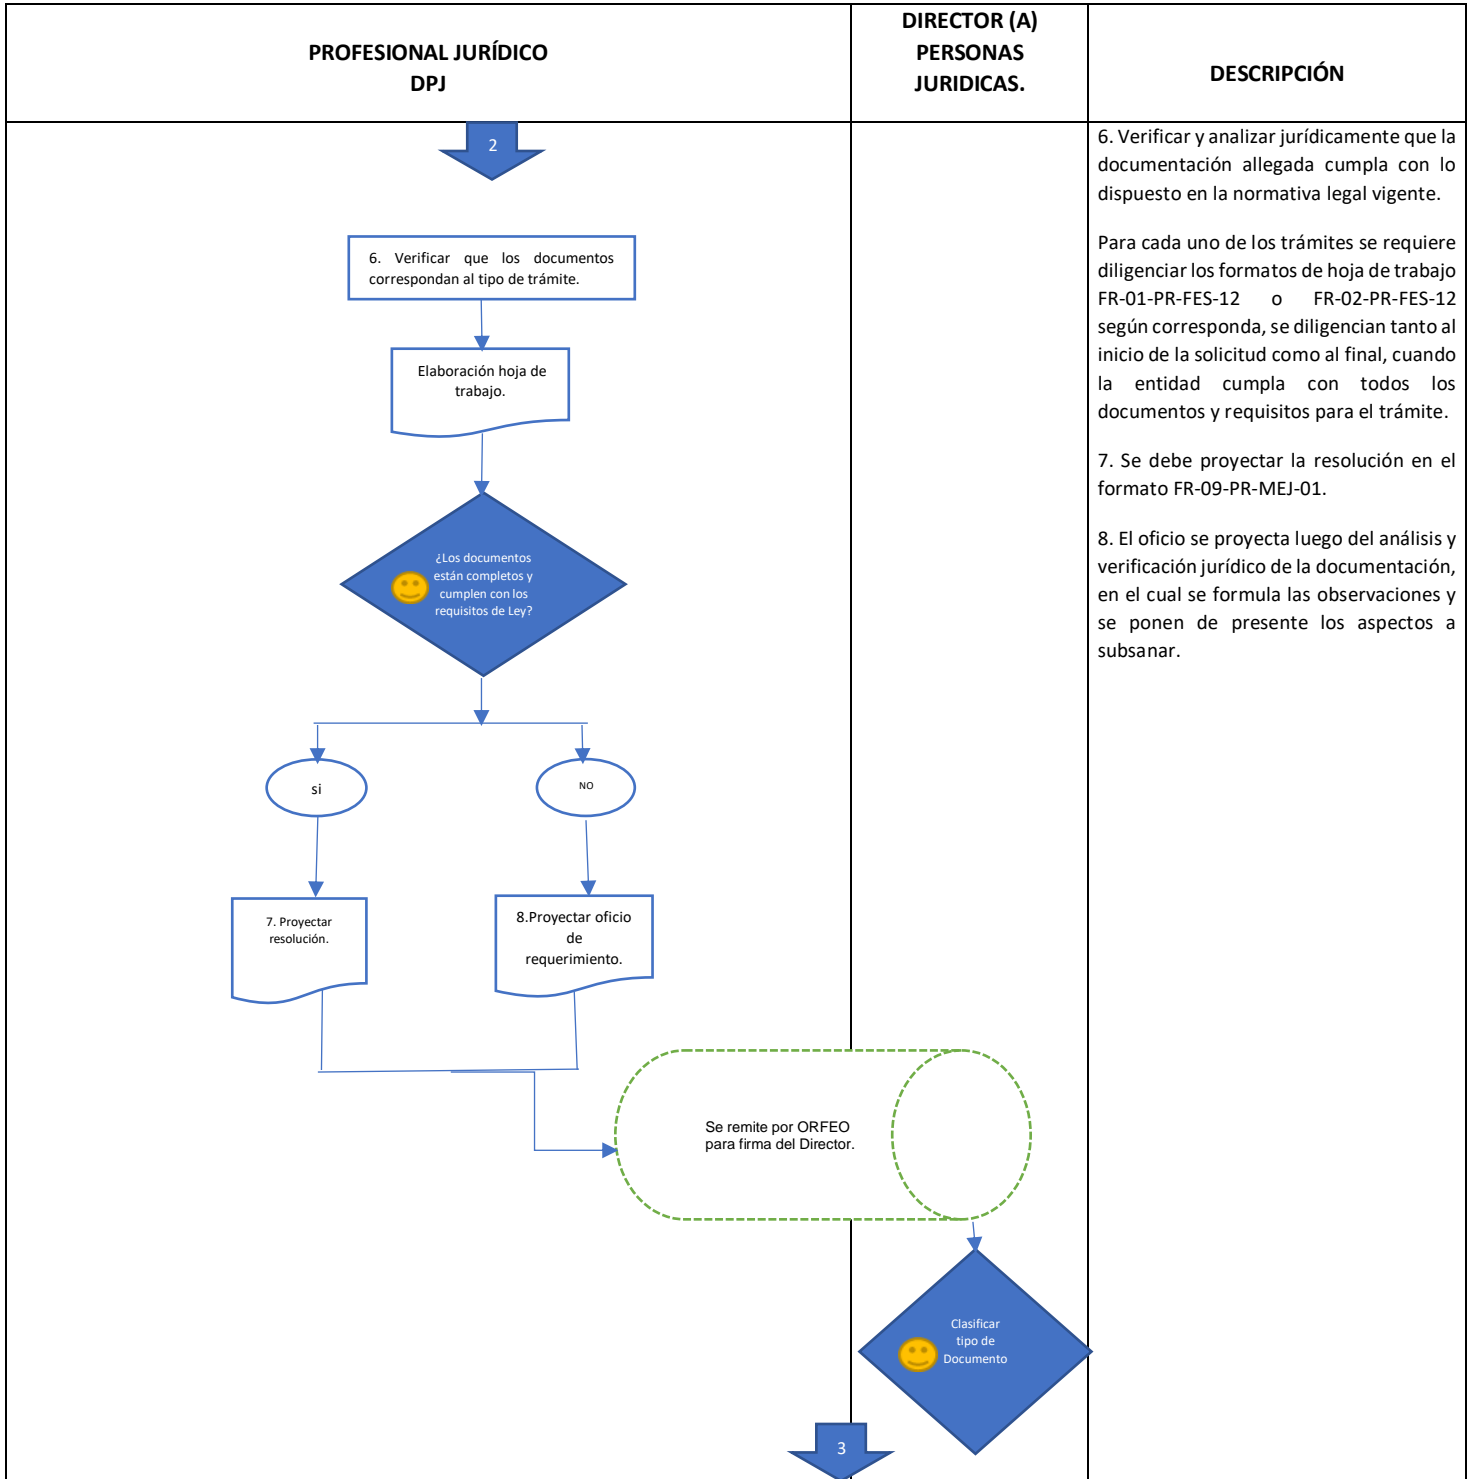 PROFESIONAL JURÍDICO
DPJ
DIRECTOR (A)
PERSONAS
JURIDICAS.
DESCRIPCIÓN
2
6. Verificar que los documentos
correspondan al tipo de trámite.
Elaboración hoja de
trabajo.
¿Los documentos
están completos y
cumplen con los
requisitos de Ley?
si
NO
7. Proyectar
resolución.
8.Proyectar oficio
de
requerimiento.
Se remite por ORFEO
para firma del Director.
Clasificar
tipo de
Documento
3
6. Verificar y analizar jurídicamente que la
documentación allegada cumpla con lo
dispuesto en la normativa legal vigente.
Para cada uno de los trámites se requiere
diligenciar los formatos de hoja de trabajo
FR-01-PR-FES-12 o FR-02-PR-FES-12
según corresponda, se diligencian tanto al
inicio de la solicitud como al final, cuando
la entidad cumpla con todos los
documentos y requisitos para el trámite.
7. Se debe proyectar la resolución en el
formato FR-09-PR-MEJ-01.
8. El oficio se proyecta luego del análisis y
verificación jurídico de la documentación,
en el cual se formula las observaciones y
se ponen de presente los aspectos a
subsanar.